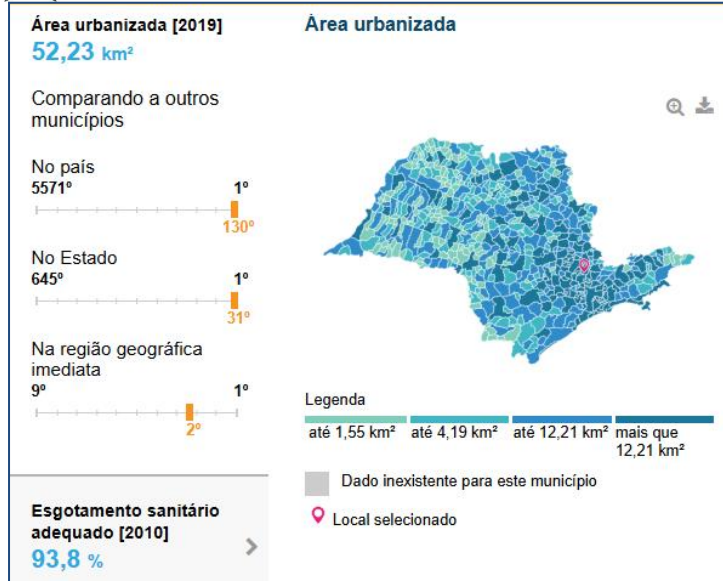 Área urbanizada [2019]
52,23 km²
Comparando a outros
municípios
No país
5571º 1º
130º
No Estado
645º 1º
31º
Na região geográfica
imediata
9º 1º
2º
Esgotamento sanitário
adequado [2010]
93,8 %
Área urbanizada
Legenda
até 1,55 km² até 4,19 km² até 12,21 km² mais que
12,21 km²
Dado inexistente para este município
Local selecionado